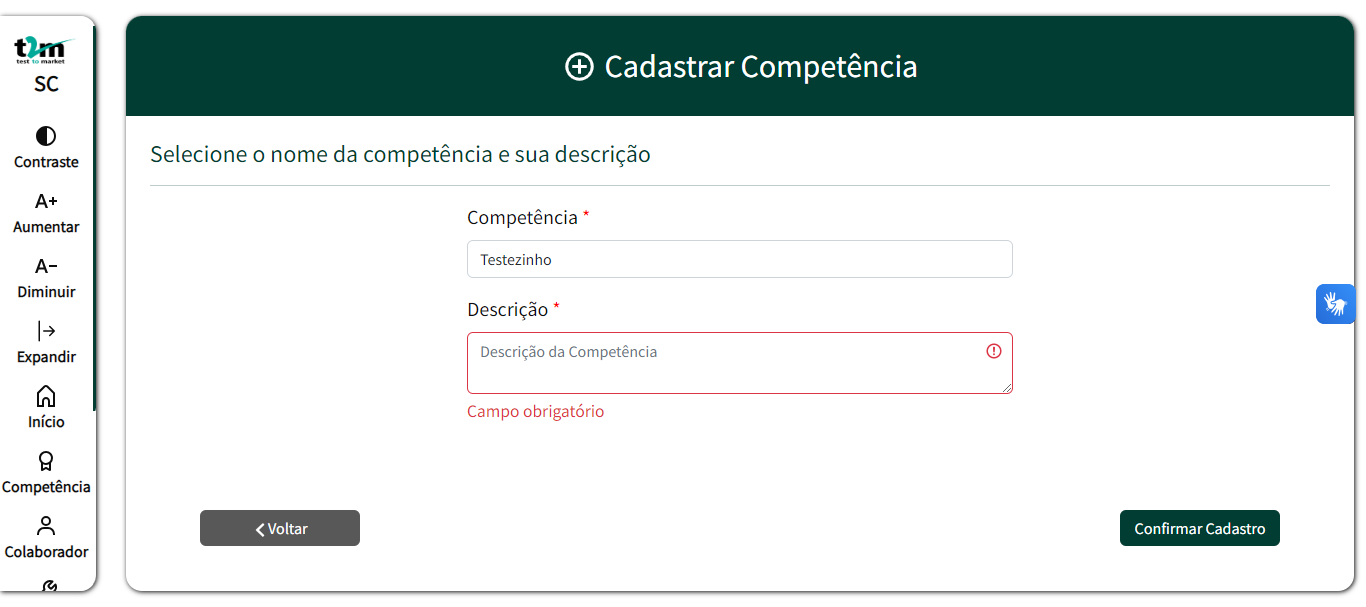 t2m
test to market
SC
Contraste
A+
Aumentar
A−
Diminuir
Expandir
Início
Competência
Colaborador
Cadastrar Competência
Selecione o nome da competência e sua descrição
Competência *
Testezinho
Descrição *
Descrição da Competência
Campo obrigatório
Voltar
Confirmar Cadastro